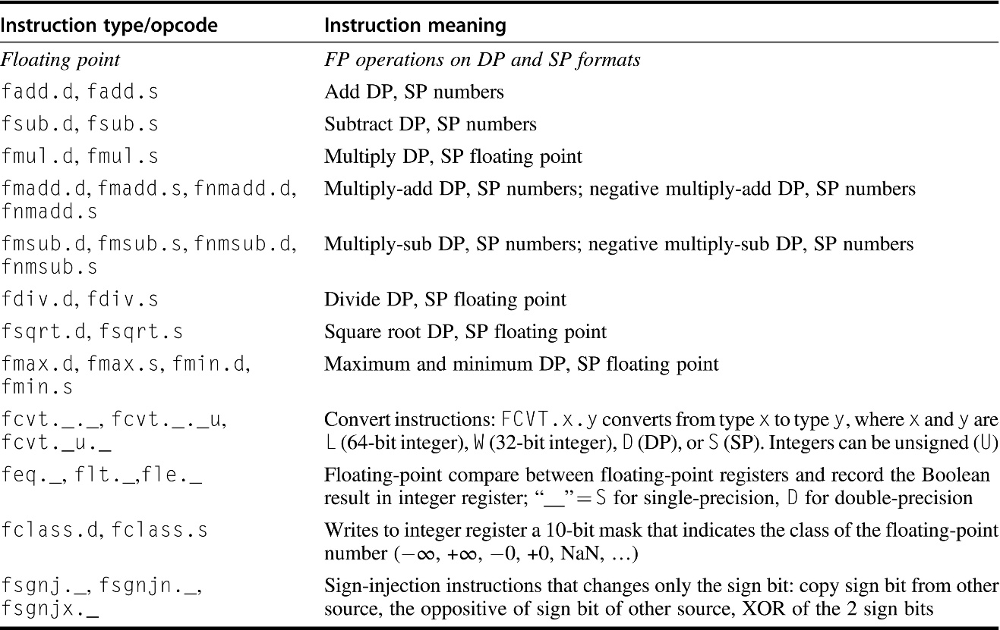 Instruction type/opcode Instruction meaning
Floating point FP operations on DP and SP formats
fadd.d, fadd.s Add DP, SP numbers
fsub.d, fsub.s Subtract DP, SP numbers
fmul.d, fmul.s Multiply DP, SP floating point
fmadd.d, fmadd.s, fnmadd.d, Multiply-add DP, SP numbers; negative multiply-add DP, SP numbers
fnmadd.s
fmsub.d, fmsub.s, fnmsub.d, Multiply-sub DP, SP numbers; negative multiply-sub DP, SP numbers
fnmsub.s
fdiv.d, fdiv.s Divide DP, SP floating point
fsqrt.d, fsqrt.s Square root DP, SP floating point
fmax.d, fmax.s, fmin.d, Maximum and minimum DP, SP floating point
fmin.s
fcvt._._, fcvt._._u, Convert instructions: FCVT.x.y converts from type x to type y, where x and y are
fcvt._u._ L (64-bit integer), W (32-bit integer), D (DP), or S (SP). Integers can be unsigned (U)
feq._, flt._,fle._ Floating-point compare between floating-point registers and record the Boolean
result in integer register; “__”=S for single-precision, D for double-precision
fclass.d, fclass.s Writes to integer register a 10-bit mask that indicates the class of the floating-point
number (−∞, +∞, −0, +0, NaN, …)
fsgnj._, fsgnjn._, Sign-injection instructions that changes only the sign bit: copy sign bit from other
fsgnjx._ source, the oppositive of sign bit of other source, XOR of the 2 sign bits